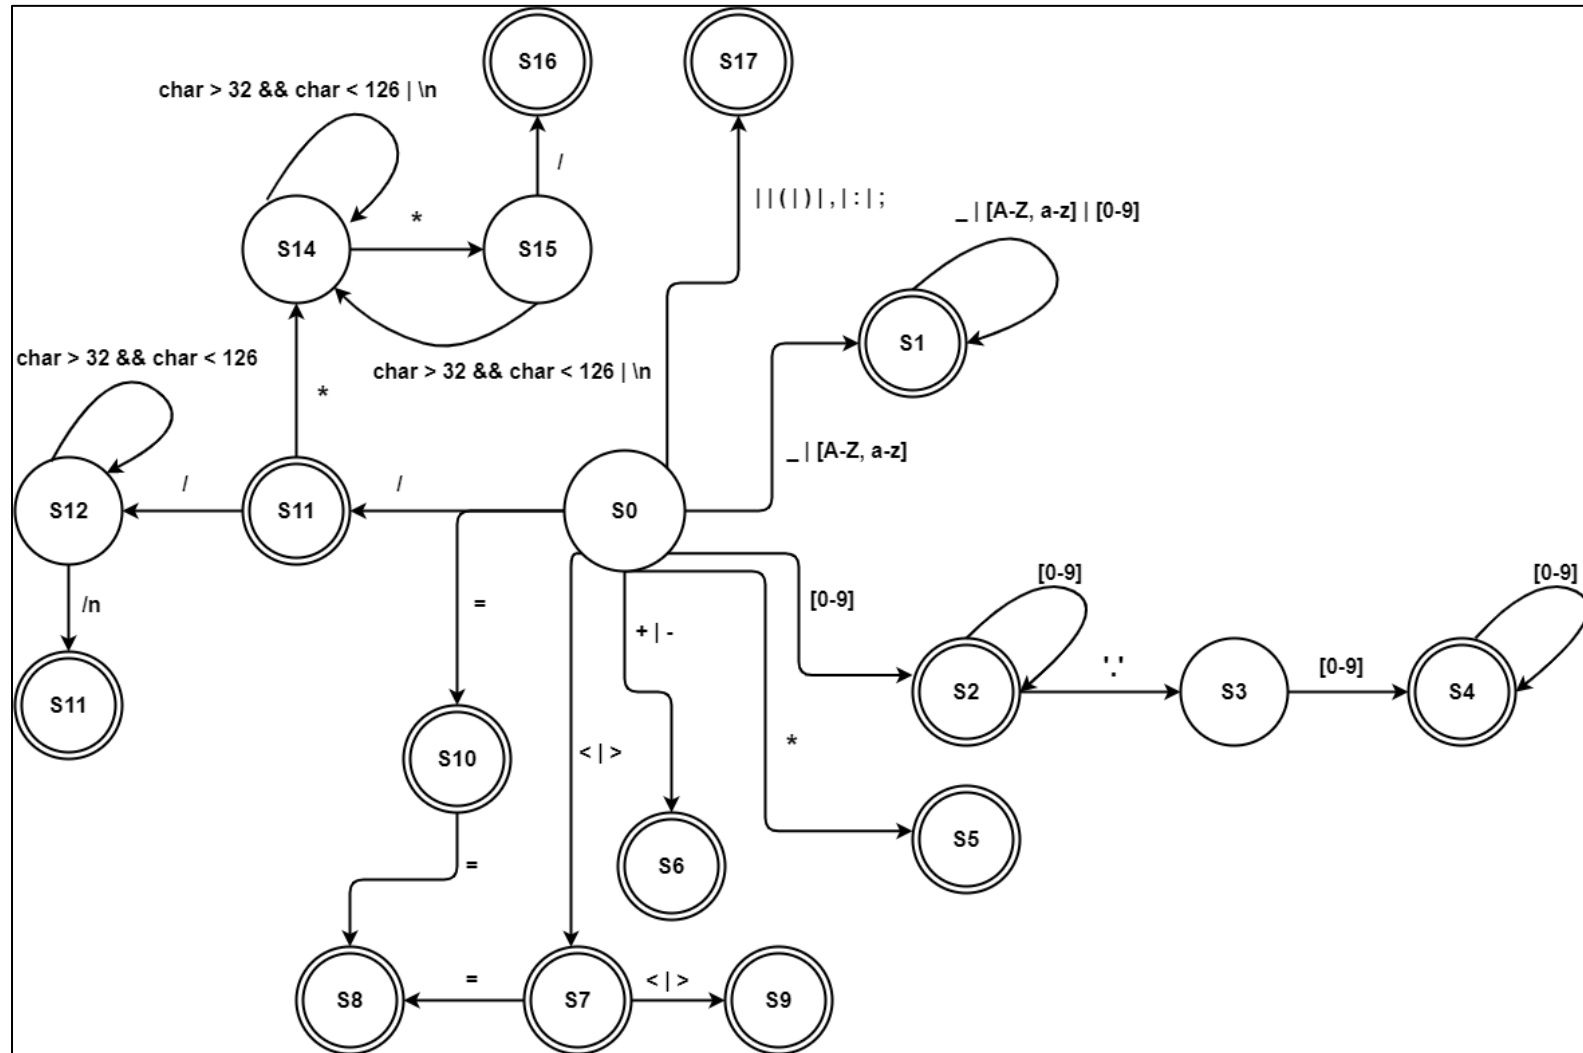 S16
S17
char > 32 && char < 126 | \n
/
| | ( | ) | , | : | ;
_ | [A-Z, a-z] | [0-9]
*
S14
S15
S1
char > 32 && char < 126
char > 32 && char < 126 | \n
*
_ | [A-Z, a-z]
/
/
S12
S11
S0
/n
=
[0-9]
[0-9]
[0-9]
+ | -
'.'
[0-9]
S2
S3
S4
S11
*
< | >
S10
S5
S6
=
=
< | >
S8
S7
S9